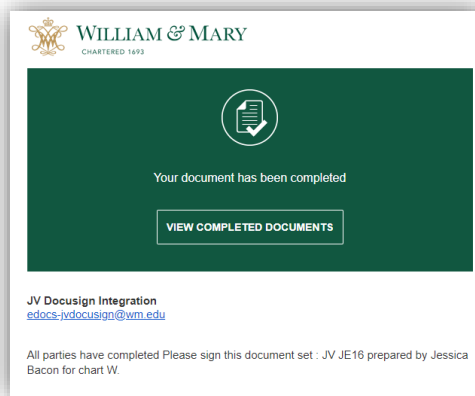 WILLIAM & MARY
CHARTERED 1693
Your document has been completed
VIEW COMPLETED DOCUMENTS
JV Docusign Integration
edocs-jvdocusign@wm.edu
All parties have completed Please sign this document set : JV JE16 prepared by Jessica
Bacon for chart W.